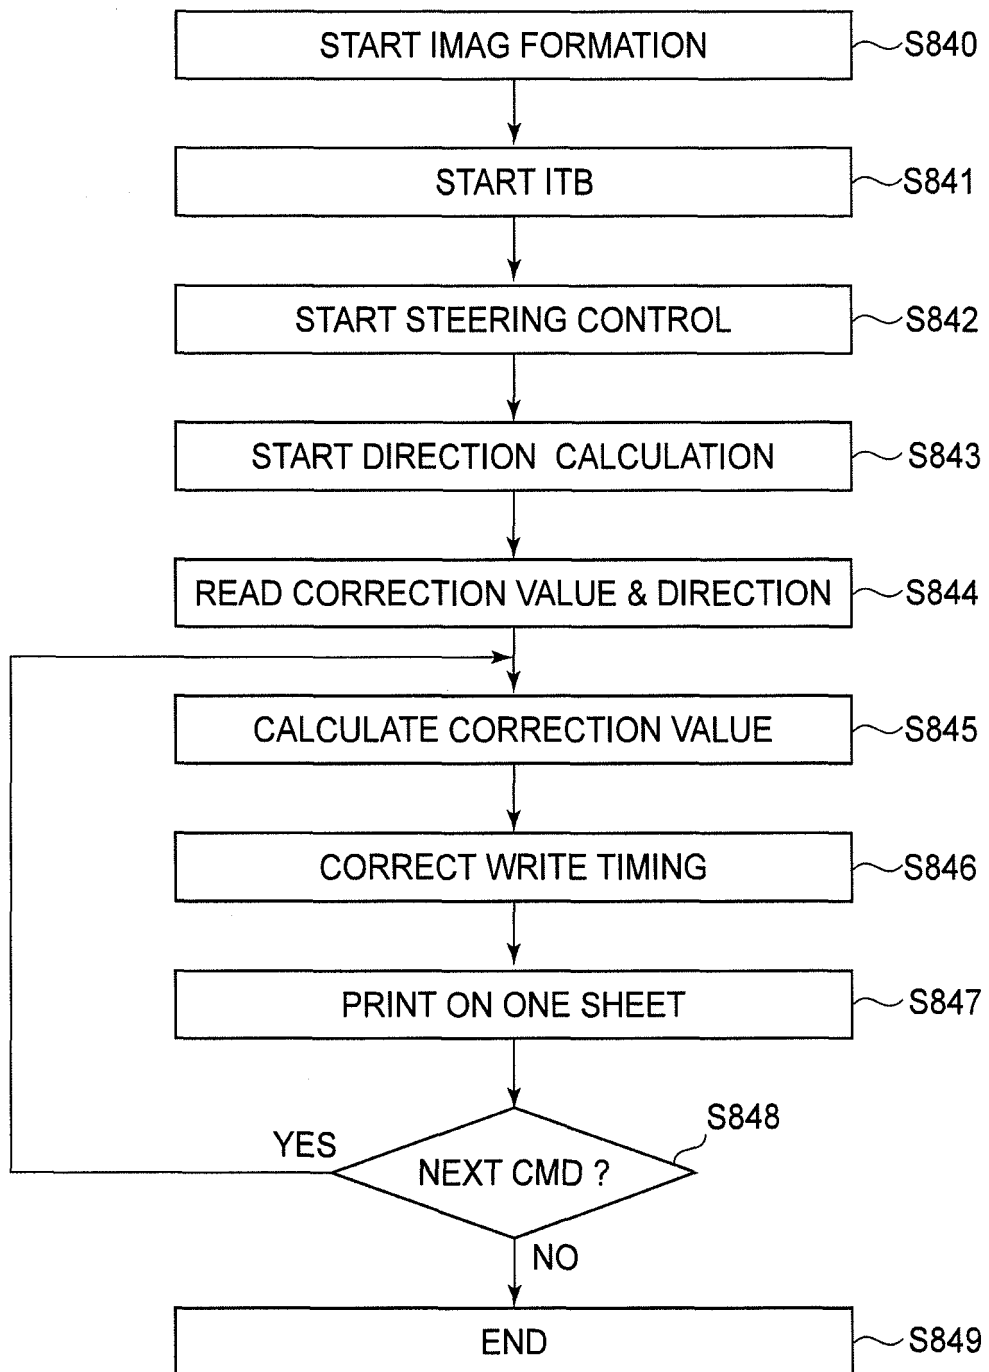 START IMAG FORMATION
S840
START ITB
S841
START STEERING CONTROL
S842
START DIRECTION CALCULATION
S843
READ CORRECTION VALUE & DIRECTION
S844
CALCULATE CORRECTION VALUE
S845
CORRECT WRITE TIMING
S846
PRINT ON ONE SHEET
S847
S848
YES
NEXT CMD ?
NO
END
S849